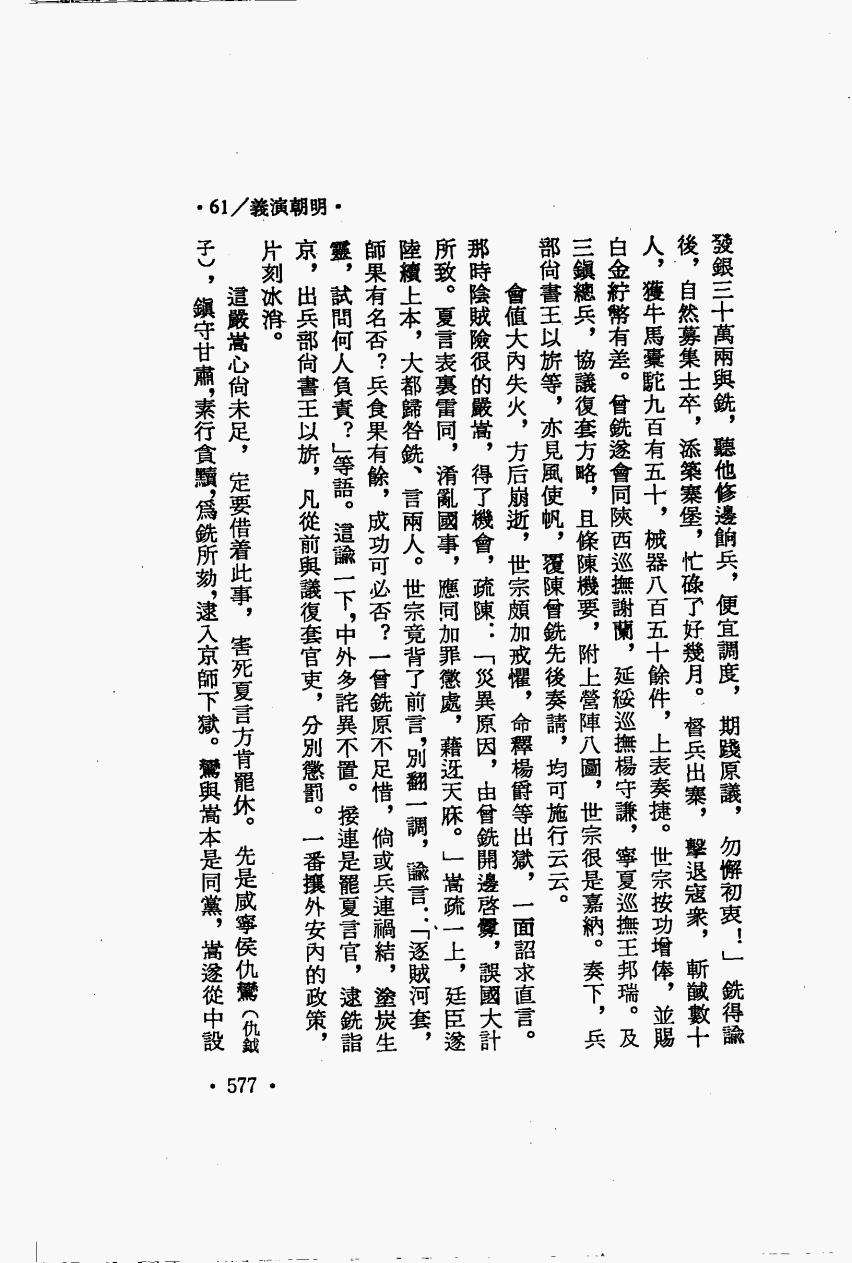 •61/義演朝明•
發銀三十萬兩與銑，聽他修邊餉兵，便宜調度，期踐原議，勿懈初衷！」銑得諭
後，自然募集士卒，添築寨堡，忙碌了好幾月。督兵出寨，擊退寇衆，斬馘數十
人，獲牛馬橐駝九百有五十，械器八百五十餘件，上表奏捷。世宗按功增俸，並賜
白金紵幣有差。曾銑遂會同陝西巡撫謝蘭，延綏巡撫楊守謙，寧夏巡撫王邦瑞。及
三鎮總兵，協議復套方略，且條陳機要，附上營陣八圖，世宗很是嘉納。奏下，兵
部尚書王以旂等，亦見風使帆，覆陳曾銑先後奏請，均可施行云云。
會值大內失火，方后崩逝，世宗頗加戒懼，命釋楊爵等出獄，一面詔求直言。
那時陰賊險很的嚴嵩，得了機會，疏陳：「災異原因，由曾銑開邊啓釁，誤國大計
所致。夏言表裏雷同，淆亂國事，應同加罪懲處，藉迓天庥。」嵩疏一上，廷臣遂
陸續上本，大都歸咎銑、言兩人。世宗竟背了前言，別翻一調，諭言：「逐賊河套，
師果有名否？兵食果有餘，成功可必否？一曾銑原不足惜，倘或兵連禍結，塗炭生
靈，試問何人負責？」等語。這諭一下，中外多詫異不置。接連是罷夏言官，逮銑詣
京，出兵部尚書王以旂，凡從前與議復套官吏，分別懲罰。一番攘外安內的政策，
片刻冰消。
這嚴嵩心尚未足，定要借着此事，害死夏言方肯罷休。先是咸寧侯仇鸞（仇鉞
子），鎮守甘肅，素行貪黷，爲銑所劾，逮入京師下獄。鸞與嵩本是同黨，嵩遂從中設
•577•